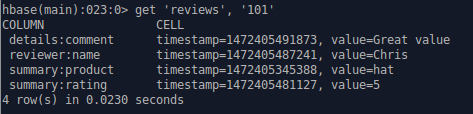 hbase(main):023:0> get 'reviews', '101'
COLUMN CELL
details:comment timestamp=1472405491873, value=Great value
reviewer:name timestamp=1472405487241, value=Chris
summary:product timestamp=1472405345388, value=hat
summary:rating timestamp=1472405481127, value=5
4 row(s) in 0.0230 seconds